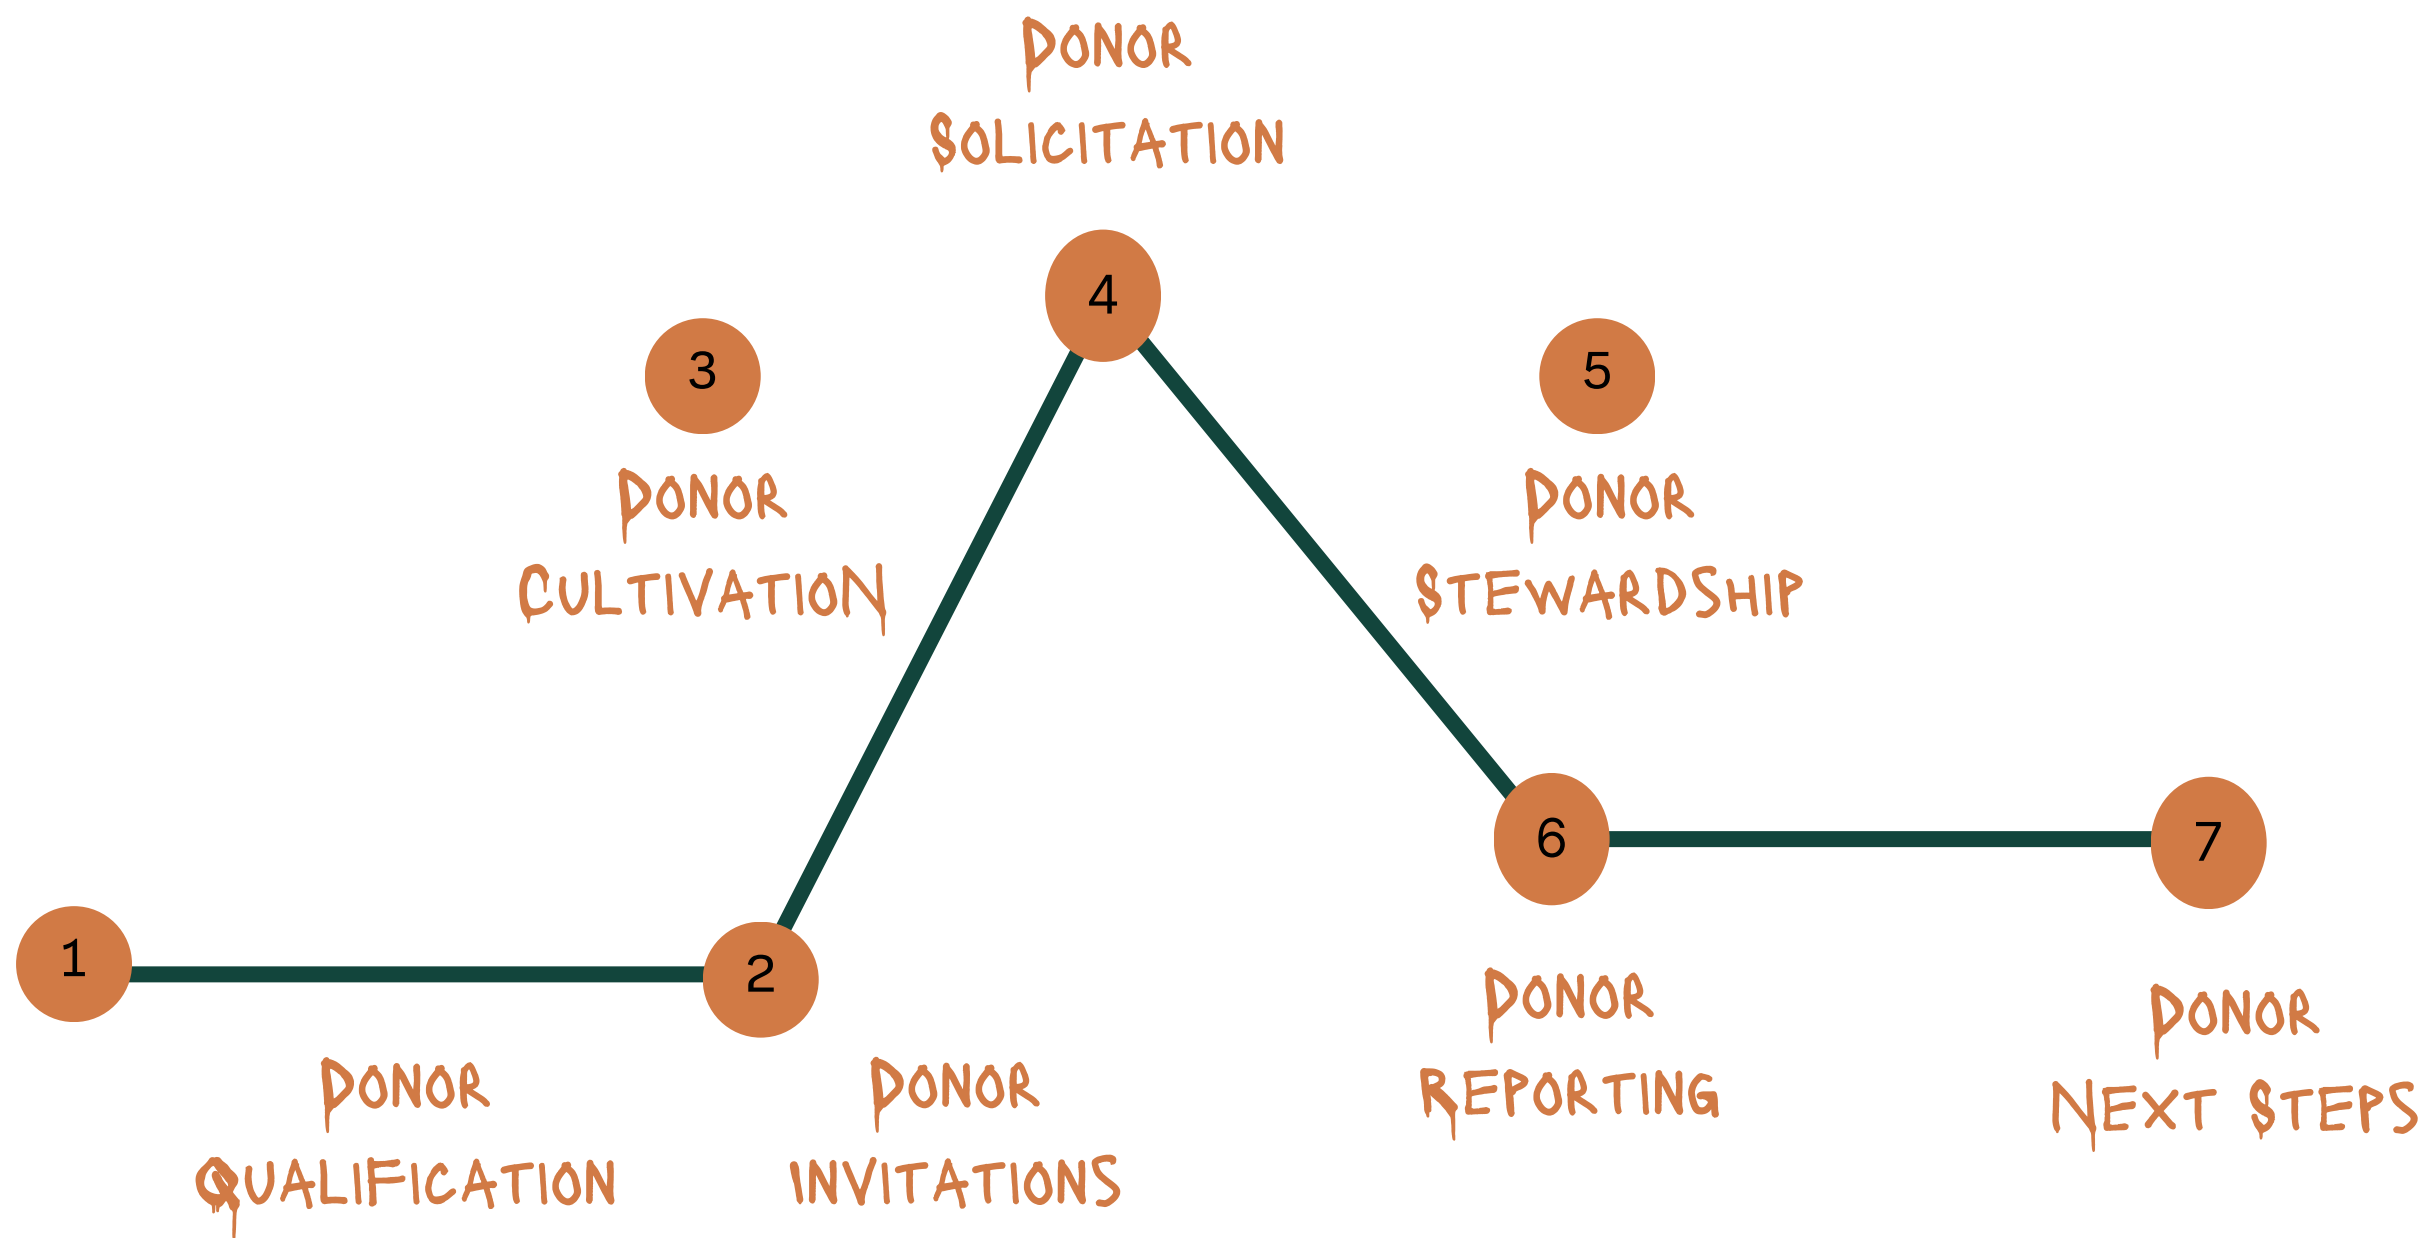 1
DONOR
QUALIFICATION
2
DONOR
INVITATIONS
3
DONOR
CULTIVATION
4
DONOR
SOLICITATION
5
DONOR
STEWARDSHIP
6
DONOR
REPORTING
7
DONOR
NEXT STEPS